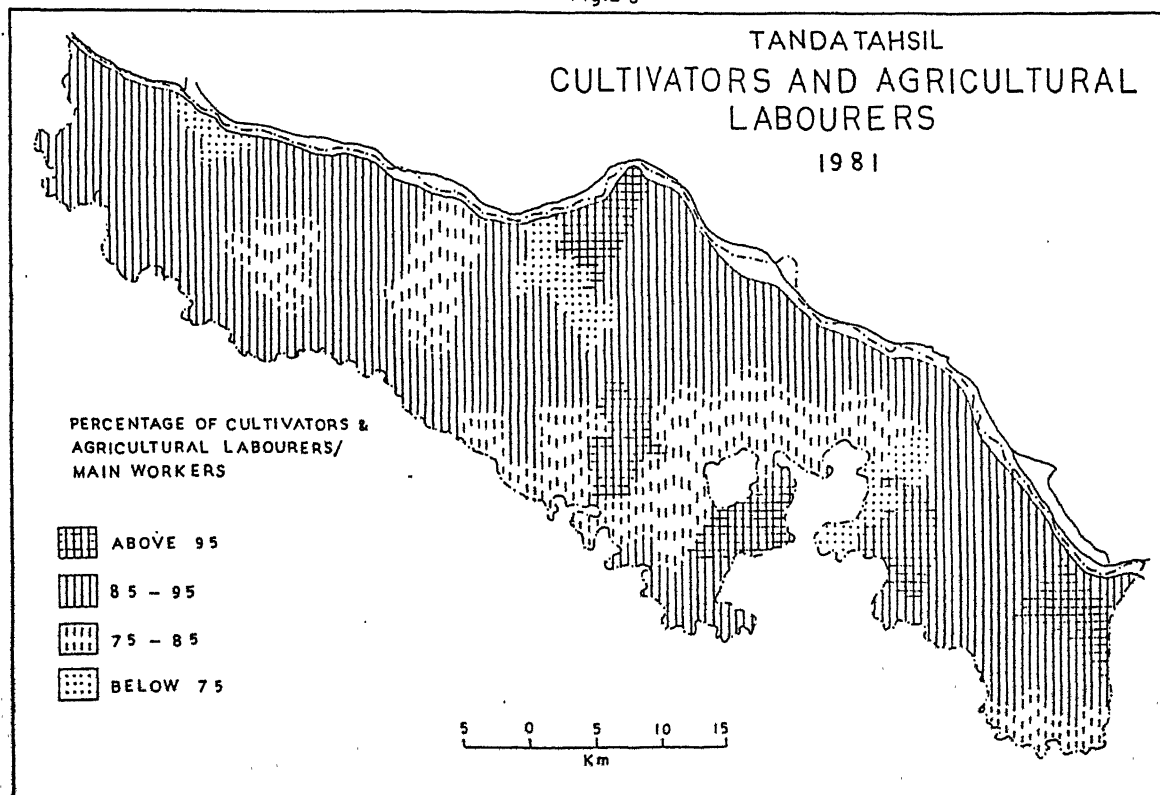 TANDA TAHSIL
CULTIVATORS AND AGRICULTURAL
LABOURERS
1981
PERCENTAGE OF CULTIVATORS &
AGRICULTURAL LABOURERS/
MAIN WORKERS
ABOVE 95
85 - 95
75 - 85
BELOW 75
5 0 5 10 15
Km